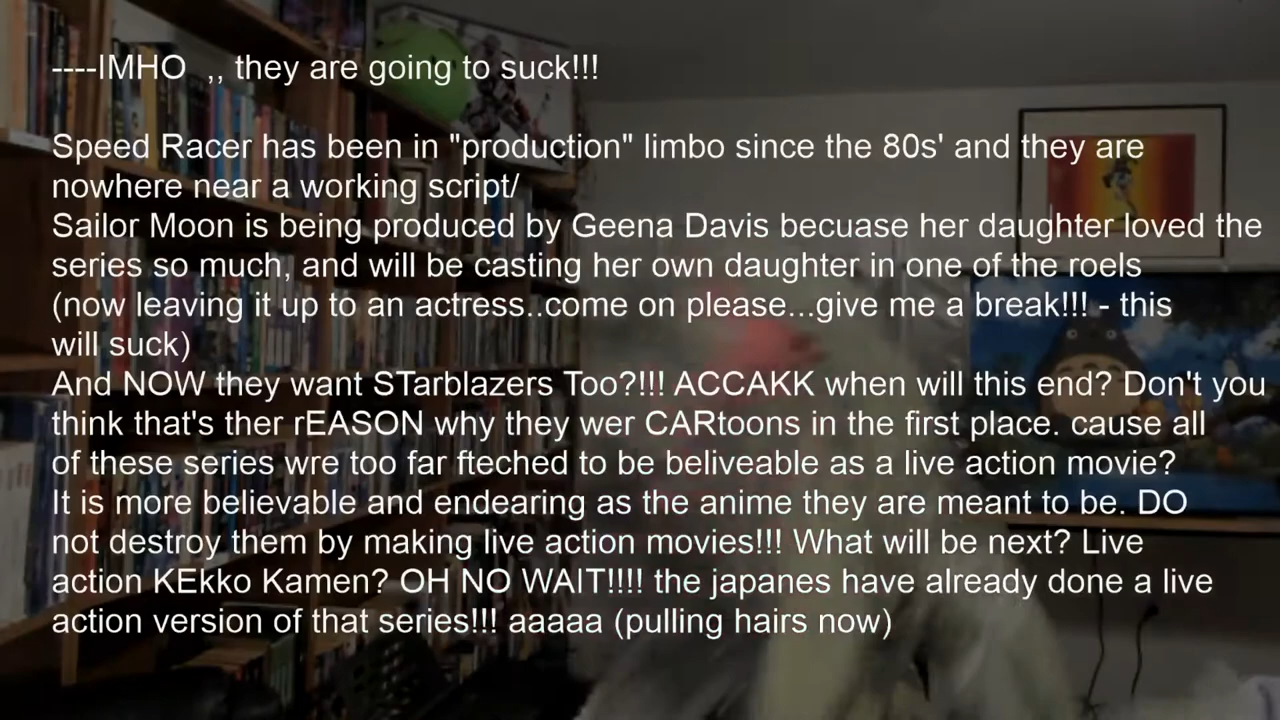 ----IMHO  ,, they are going to suck!!!
Speed Racer has been in "production" limbo since the 80s' and they are
nowhere near a working script/
Sailor Moon is being produced by Geena Davis becuase her daughter loved the
series so much, and will be casting her own daughter in one of the roels
(now leaving it up to an actress..come on please...give me a break!!! - this
will suck)
And NOW they want STarblazers Too?!!! ACCAKK when will this end? Don't you
think that's ther rEASON why they wer CARtoons in the first place. cause all
of these series wre too far fteched to be beliveable as a live action movie?
It is more believable and endearing as the anime they are meant to be. DO
not destroy them by making live action movies!!! What will be next? Live
action KEkko Kamen? OH NO WAIT!!!! the japanes have already done a live
action version of that series!!! aaaaa (pulling hairs now)